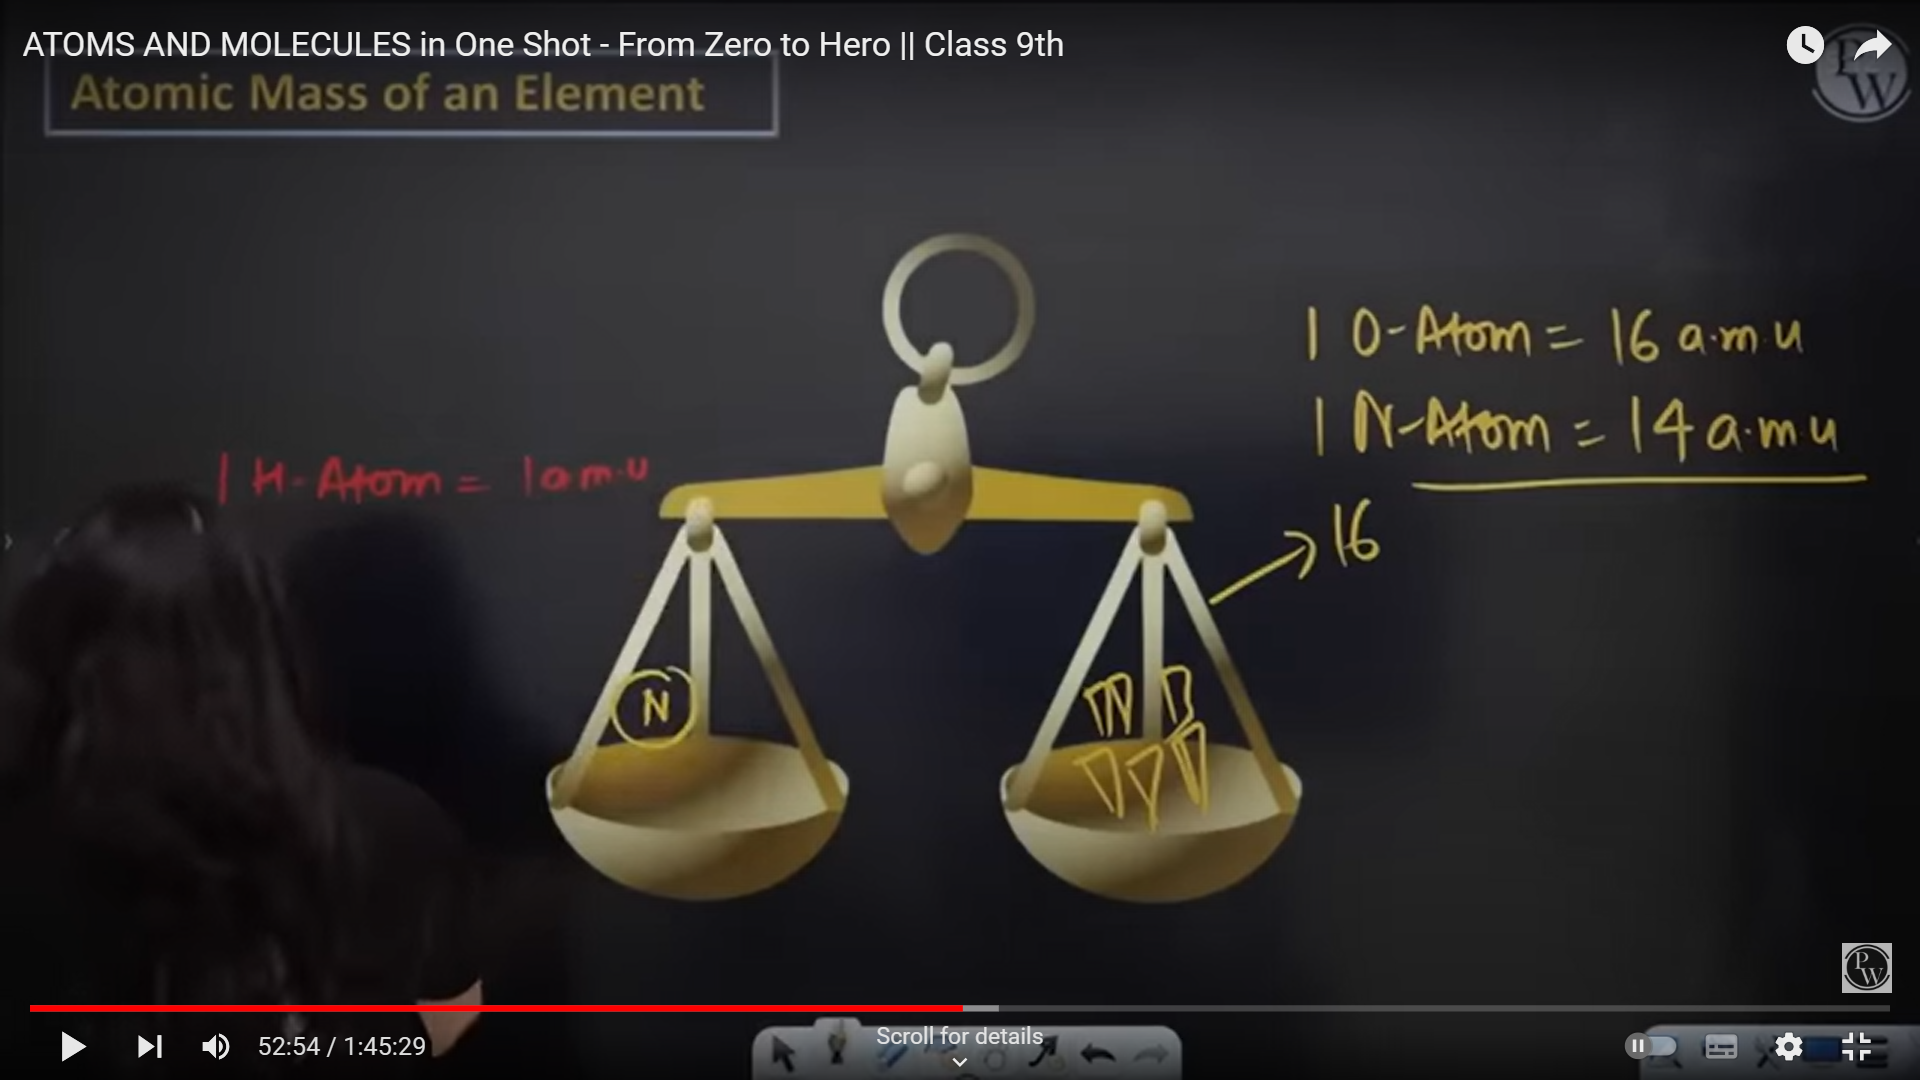 ATOMS AND MOLECULES in One Shot - From Zero to Hero || Class 9th
Atomic Mass of an Element
P
W
1 O-Atom = 16 a.m.u
1 N-Atom = 14 a.m.u
1 H-Atom = 1 a.m.u
16
N
P
W
52:54 / 1:45:29
Scroll for details